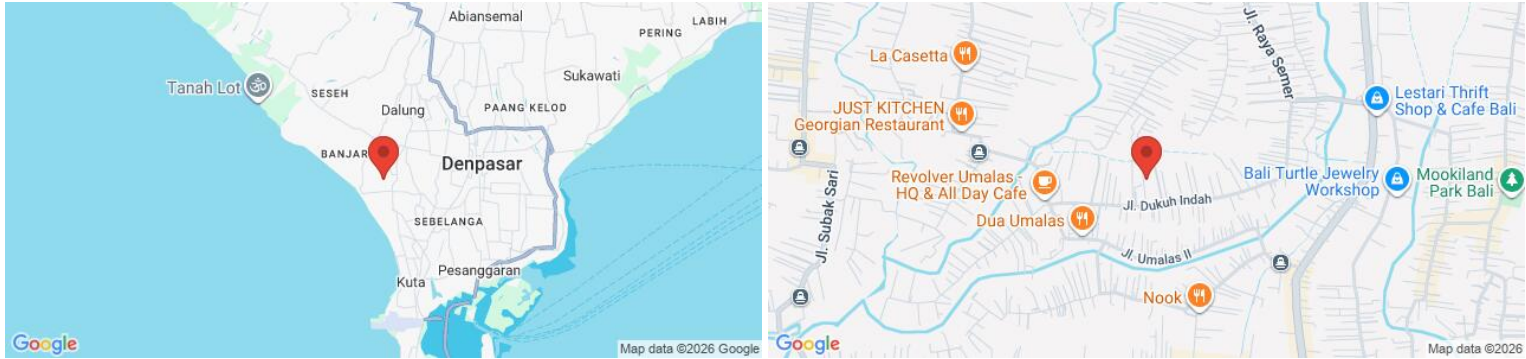 Abiansemal
LABIH
PERING
Sukawati
Tanah Lot
SESEH
Dalung
PAANG KELOD
BANJAR
Denpasar
SEBELANGA
Pesanggaran
Kuta
Google
Map data ©2026 Google
La Casetta
JUST KITCHEN
Georgian Restaurant
Revolver Umalas -
HQ & All Day Cafe
Dua Umalas
Nook
Jl. Subak Sari
Jl. Raya Semer
Jl. Dukuh Indah
Jl. Umalas II
Lestari Thrift
Shop & Cafe Bali
Bali Turtle Jewelry
Workshop
Mookiland
Park Bali
Google
Map data ©2026